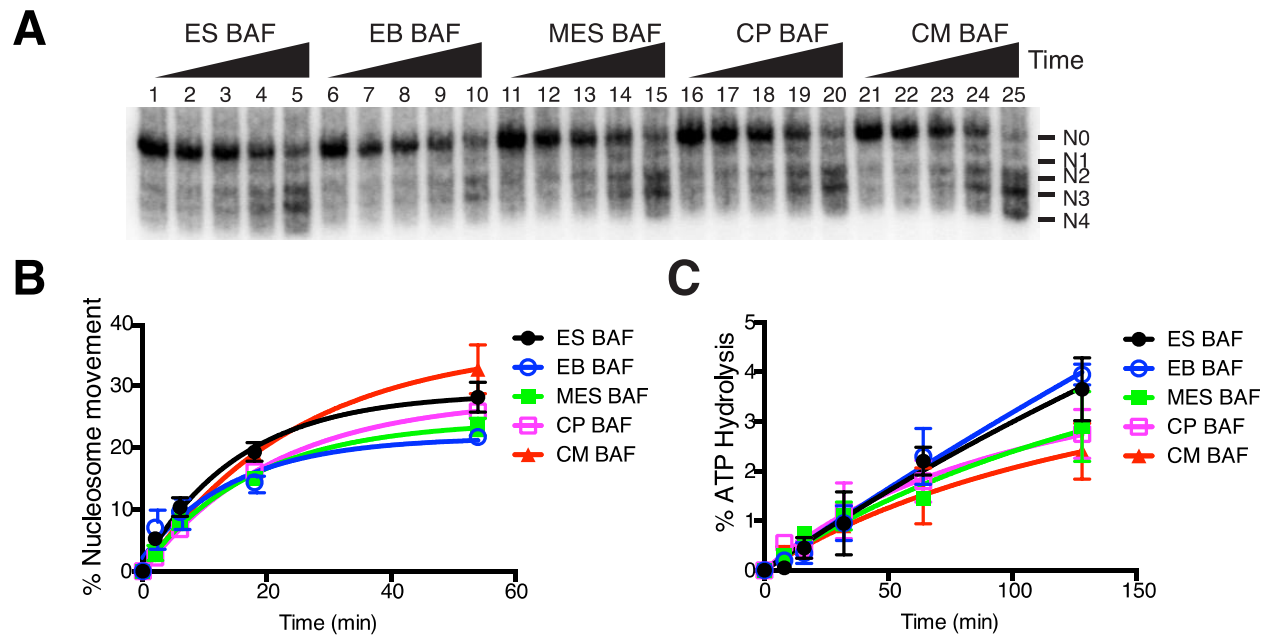 A
ES BAF EB BAF MES BAF CP BAF CM BAF
Time
1 2 3 4 5 6 7 8 9 10 11 12 13 14 15 16 17 18 19 20 21 22 23 24 25
N0
N1
N2
N3
N4
B
% Nucleosome movement
40
30
20
10
0
0 20 40 60
Time (min)
ES BAF
EB BAF
MES BAF
CP BAF
CM BAF
C
% ATP Hydrolysis
5
4
3
2
1
0
0 50 100 150
Time (min)
ES BAF
EB BAF
MES BAF
CP BAF
CM BAF